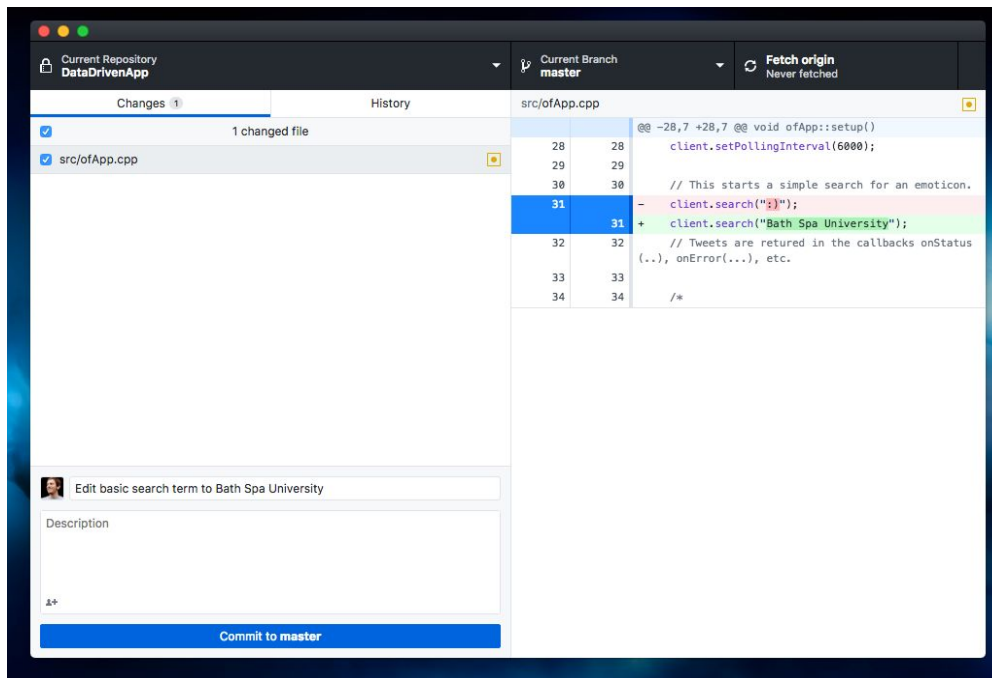 Current Repository
DataDrivenApp
Current Branch
master
Fetch origin
Never fetched
Changes 1
History
1 changed file
src/ofApp.cpp
src/ofApp.cpp
@@ -28,7 +28,7 @@ void ofApp::setup()
28 28 client.setPollingInterval(6000);
29 29
30 30 // This starts a simple search for an emoticon.
31 - client.search(":)");
31 + client.search("Bath Spa University");
32 32 // Tweets are retured in the callbacks onStatus
(..), onError(...), etc.
33 33
34 34 /*
Edit basic search term to Bath Spa University
Description
Commit to master